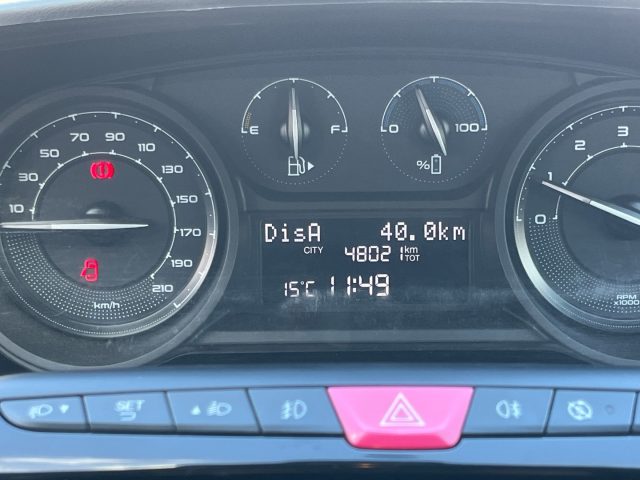 10 30 50 70 90 110 130 150 170 190 210
km/h
E F
0 100
%
0 1 2 3
RPM
x1000
DisA 40.0km
CITY 48021 km TOT
15°C 11:49
SET